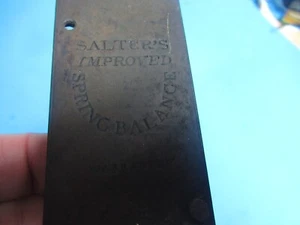 SALTER'S
IMPROVED
SPRING BALANCE